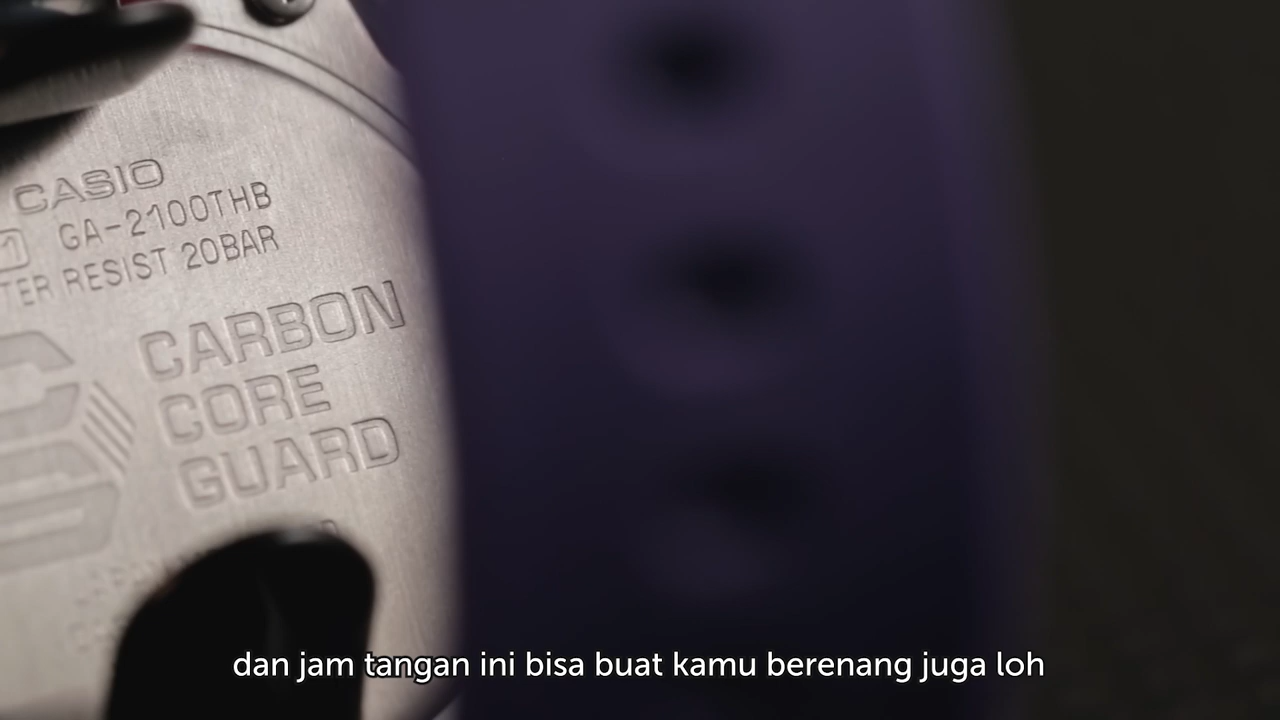 CASIO
GA-2100THB
TER RESIST 20BAR
CARBON
CORE
GUARD
dan jam tangan ini bisa buat kamu berenang juga loh